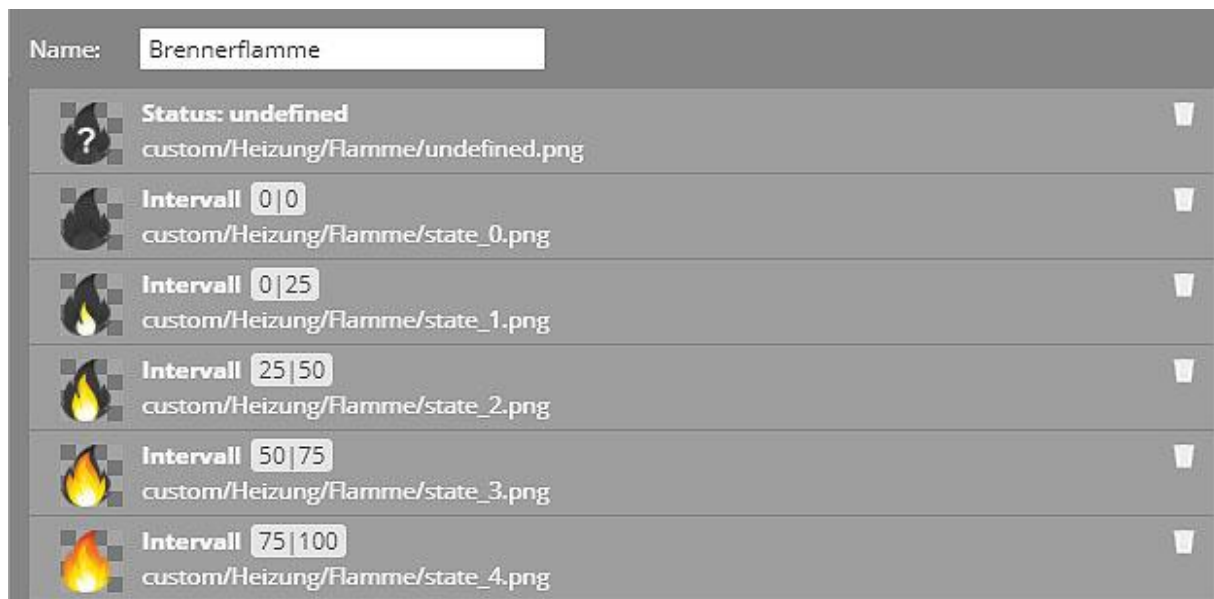 Name: Brennerflamme
?
Status: undefined
custom/Heizung/Flamme/undefined.png
Intervall 0|0
custom/Heizung/Flamme/state_0.png
Intervall 0|25
custom/Heizung/Flamme/state_1.png
Intervall 25|50
custom/Heizung/Flamme/state_2.png
Intervall 50|75
custom/Heizung/Flamme/state_3.png
Intervall 75|100
custom/Heizung/Flamme/state_4.png